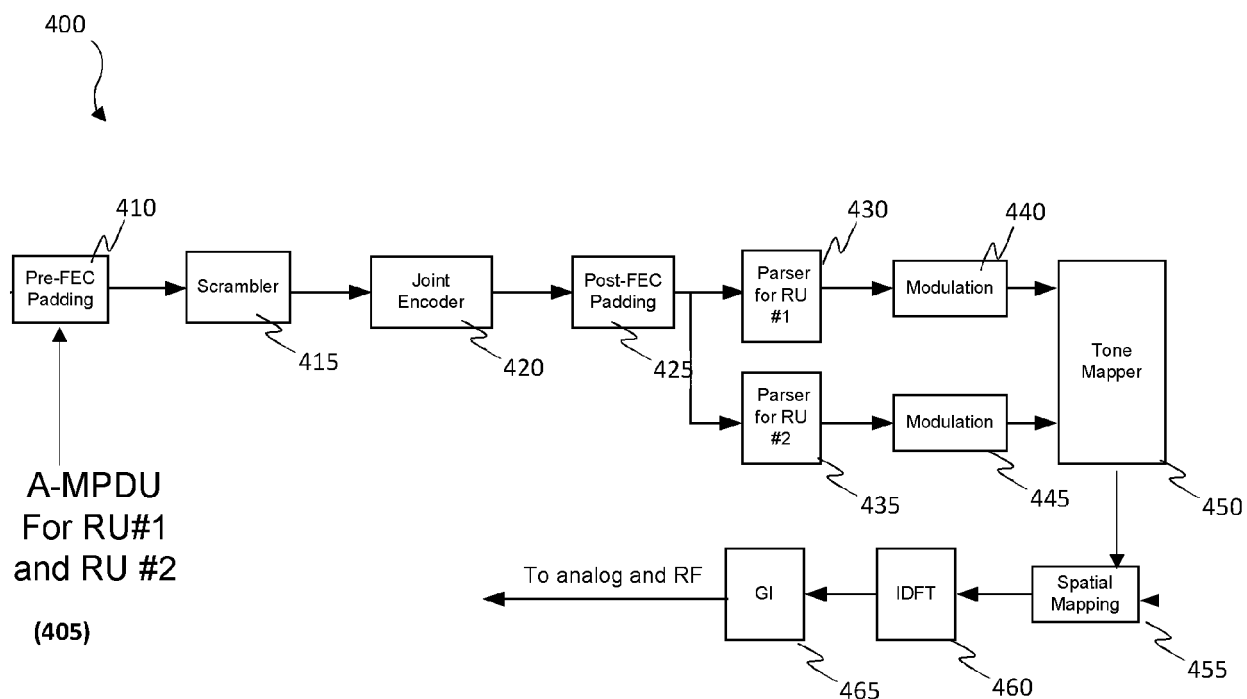 400
410
Pre-FEC
Padding
Scrambler
415
Joint
Encoder
420
Post-FEC
Padding
425
430
Parser
for RU
#1
440
Modulation
Tone
Mapper
450
Parser
for RU
#2
435
Modulation
445
A-MPDU
For RU#1
and RU #2
(405)
To analog and RF
GI
465
IDFT
460
Spatial
Mapping
455